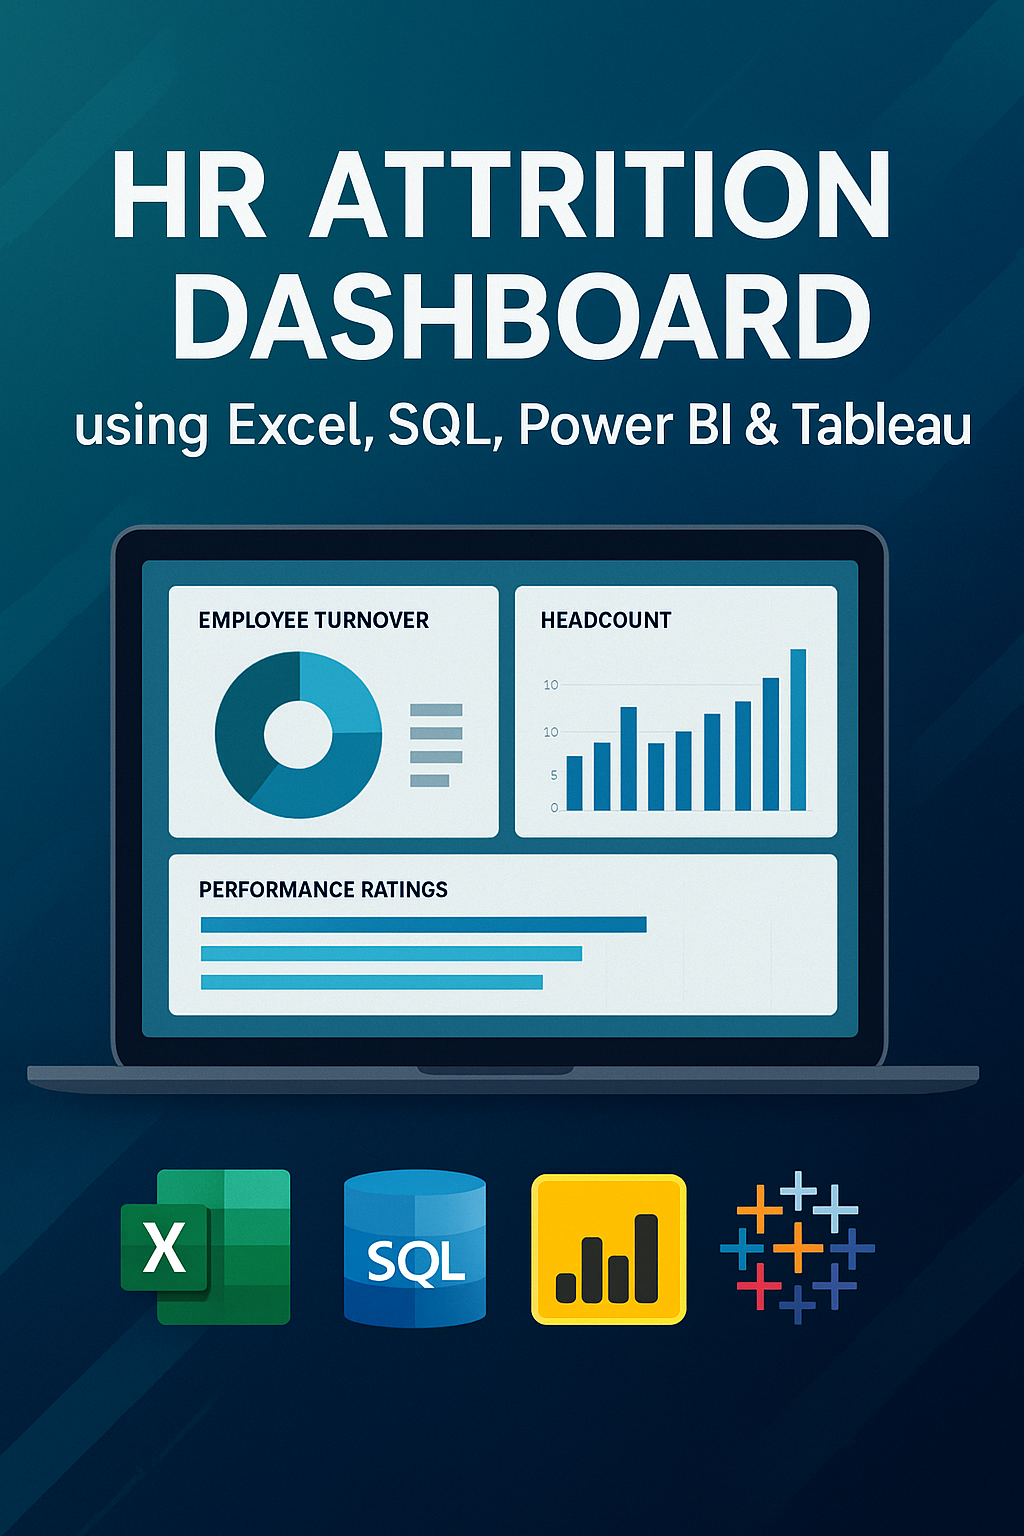 HR ATTRITION
DASHBOARD
using Excel, SQL, Power BI & Tableau
EMPLOYEE TURNOVER
HEADCOUNT
10
10
5
0
PERFORMANCE RATINGS
X
SQL